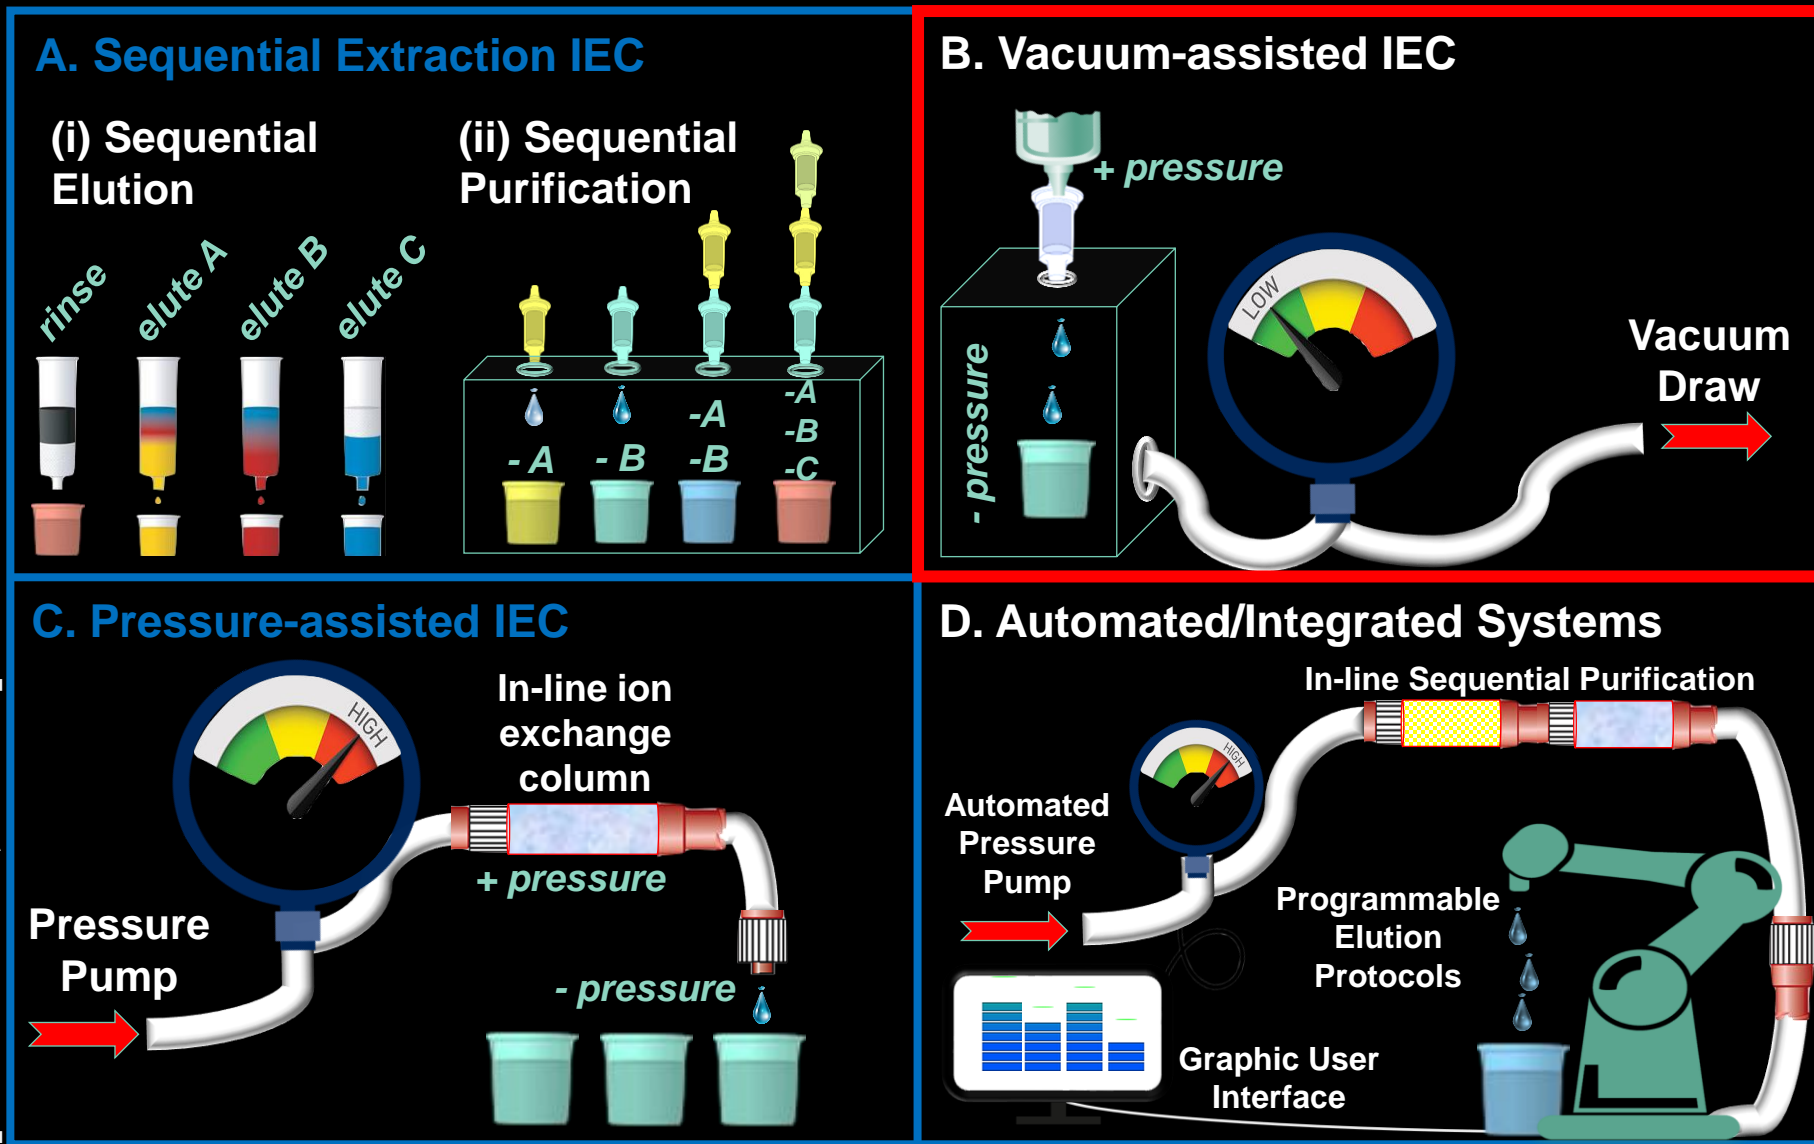 A. Sequential Extraction IEC
(i) Sequential
Elution
rinse
elute A
elute B
elute C
(ii) Sequential
Purification
- A
- B
-A
-B
-A
-B
-C
B. Vacuum-assisted IEC
+ pressure
- pressure
LOW
Vacuum
Draw
C. Pressure-assisted IEC
HIGH
In-line ion
exchange
column
+ pressure
Pressure
Pump
- pressure
D. Automated/Integrated Systems
In-line Sequential Purification
HIGH
Automated
Pressure
Pump
Programmable
Elution
Protocols
Graphic User
Interface